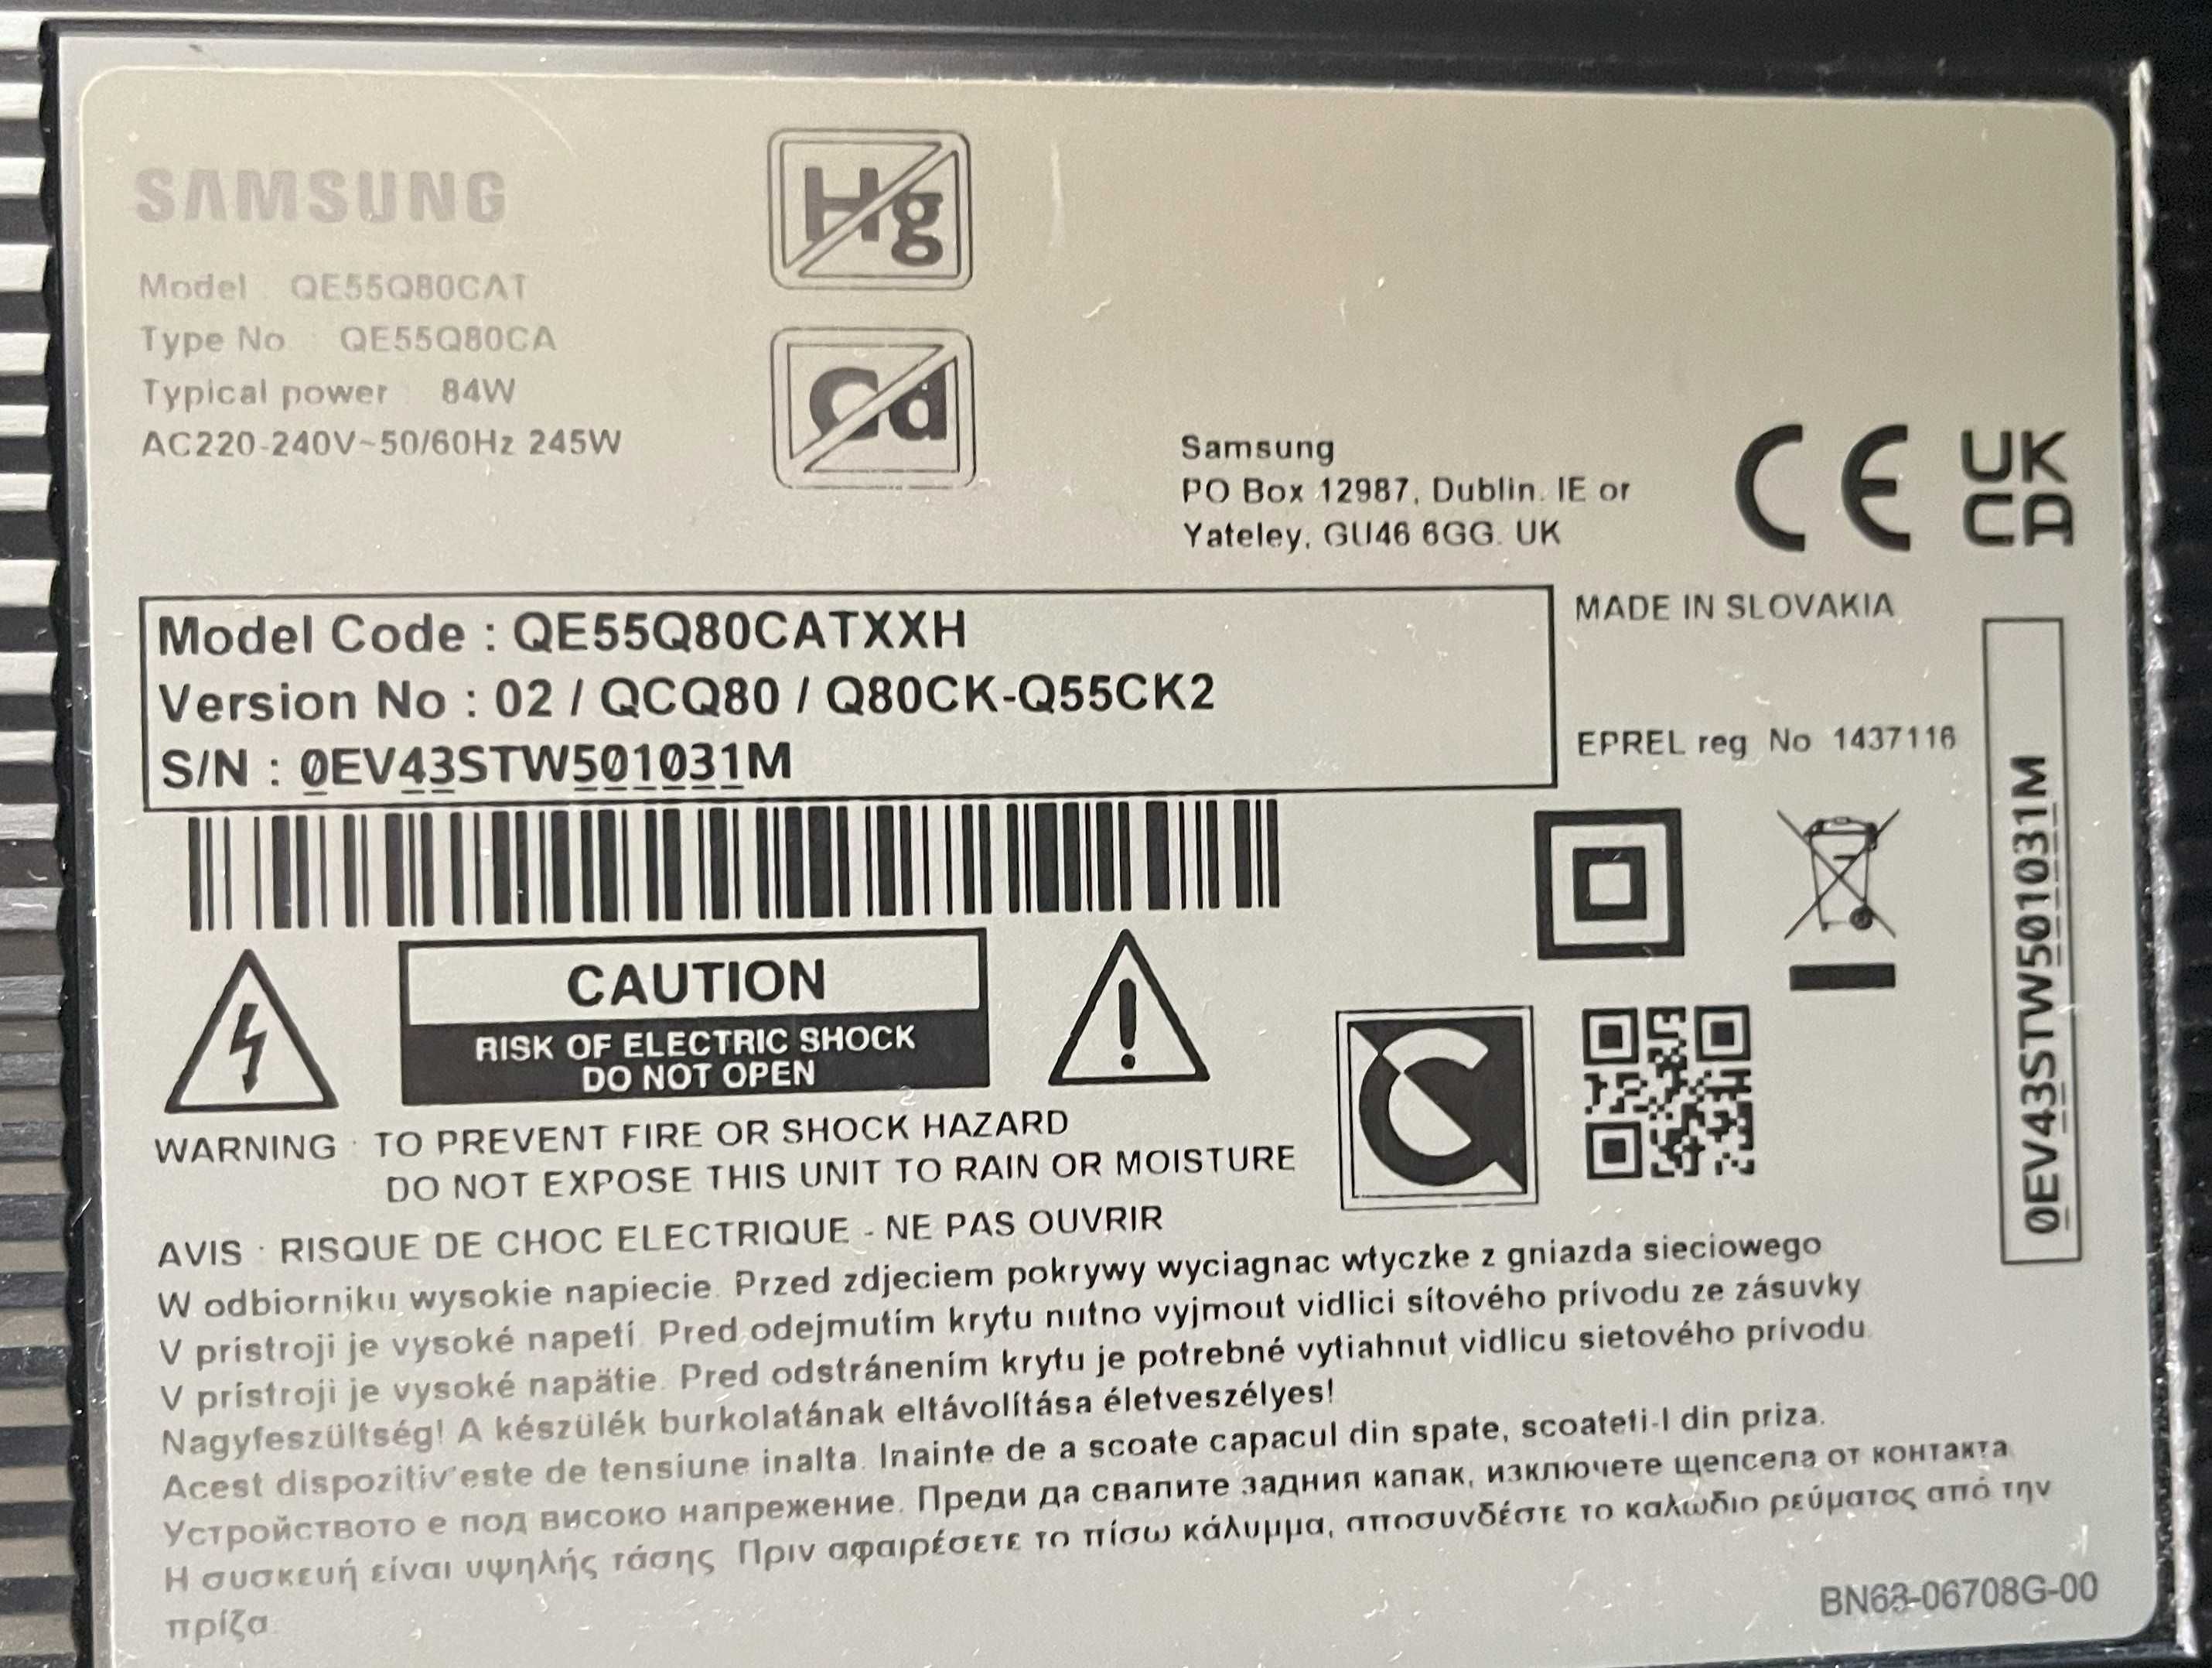 SAMSUNG
Model : QE55Q80CAT
Type No : QE55Q80CA
Typical power : 84W
AC220-240V~50/60Hz 245W
Hg
Cd
Samsung
PO Box 12987, Dublin. IE or
Yateley, GU46 6GG. UK
CE
UK
CA
Model Code : QE55Q80CATXXH
Version No : 02 / QCQ80 / Q80CK-Q55CK2
S/N : 0EV43STW501031M
MADE IN SLOVAKIA
EPREL reg No 1437116
0EV43STW501031M
CAUTION
RISK OF ELECTRIC SHOCK
DO NOT OPEN
WARNING : TO PREVENT FIRE OR SHOCK HAZARD
DO NOT EXPOSE THIS UNIT TO RAIN OR MOISTURE
AVIS : RISQUE DE CHOC ELECTRIQUE - NE PAS OUVRIR
W odbiorniku wysokie napiecie. Przed zdjeciem pokrywy wyciagnac wtyczke z gniazda sieciowego
V prístroji je vysoké napetí. Pred odejmutím krytu nutno vyjmout vidlici sítového prívodu ze zásuvky
V prístroji je vysoké napätie. Pred odstránením krytu je potrebné vytiahnut vidlicu sietového prívodu
Nagyfeszültség! A készülék burkolatának eltávolítása életveszélyes!
Acest dispozitiv'este de tensiune inalta. Inainte de a scoate capacul din spate, scoateti-l din priza.
Устройството е под високо напрежение. Преди да свалите задния капак, изключете щепсела от контакта
Η συσκευή είναι υψηλής τάσης. Πριν αφαιρέσετε το πίσω κάλυμμα, αποσυνδέστε το καλώδιο ρεύματος από την
πρίζα.
BN63-06708G-00